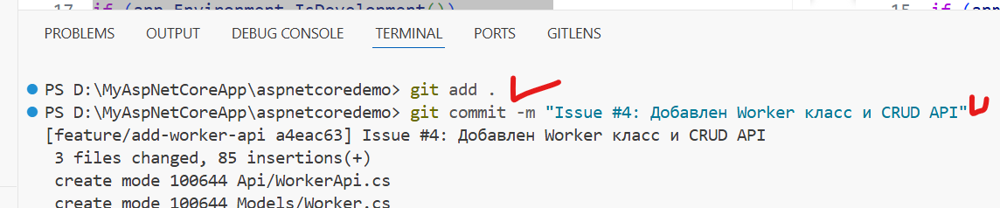 17 if (app.Environment.IsDevelopment()) 15 if (app
PROBLEMS OUTPUT DEBUG CONSOLE TERMINAL PORTS GITLENS
PS D:\MyAspNetCoreApp\aspnetcoredemo> git add .
PS D:\MyAspNetCoreApp\aspnetcoredemo> git commit -m "Issue #4: Добавлен Worker класс и CRUD API"
[feature/add-worker-api a4eac63] Issue #4: Добавлен Worker класс и CRUD API
3 files changed, 85 insertions(+)
create mode 100644 Api/WorkerApi.cs
create mode 100644 Models/Worker.cs